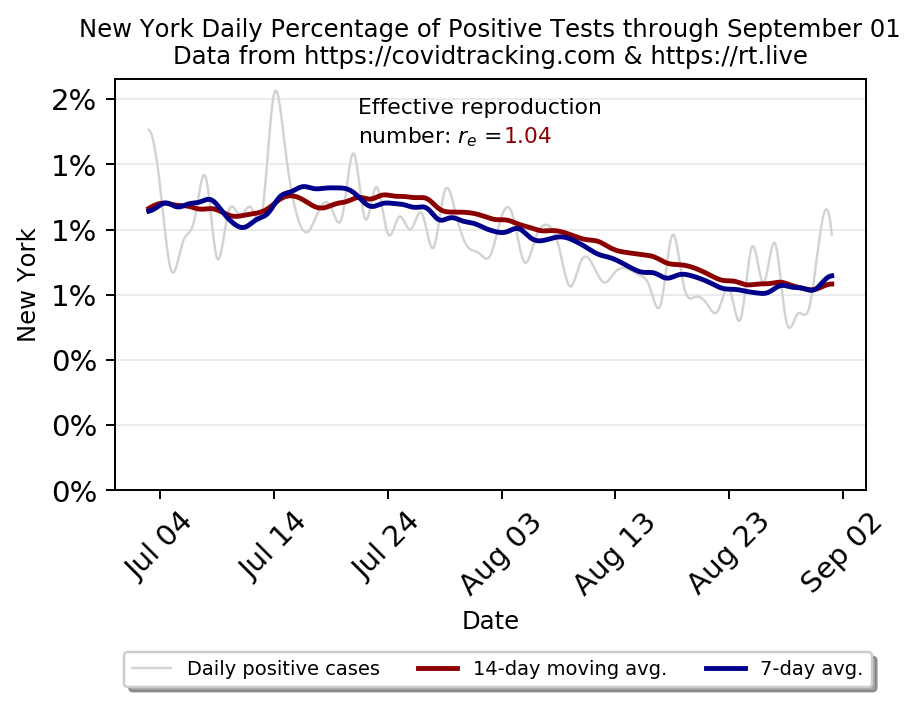 New York Daily Percentage of Positive Tests through September 01
Data from https://covidtracking.com & https://rt.live
2%
1%
1%
1%
0%
0%
0%
Effective reproduction
number: rₑ =1.04
New York
Jul 04
Jul 14
Jul 24
Aug 03
Aug 13
Aug 23
Sep 02
Date
Daily positive cases
14-day moving avg.
7-day avg.